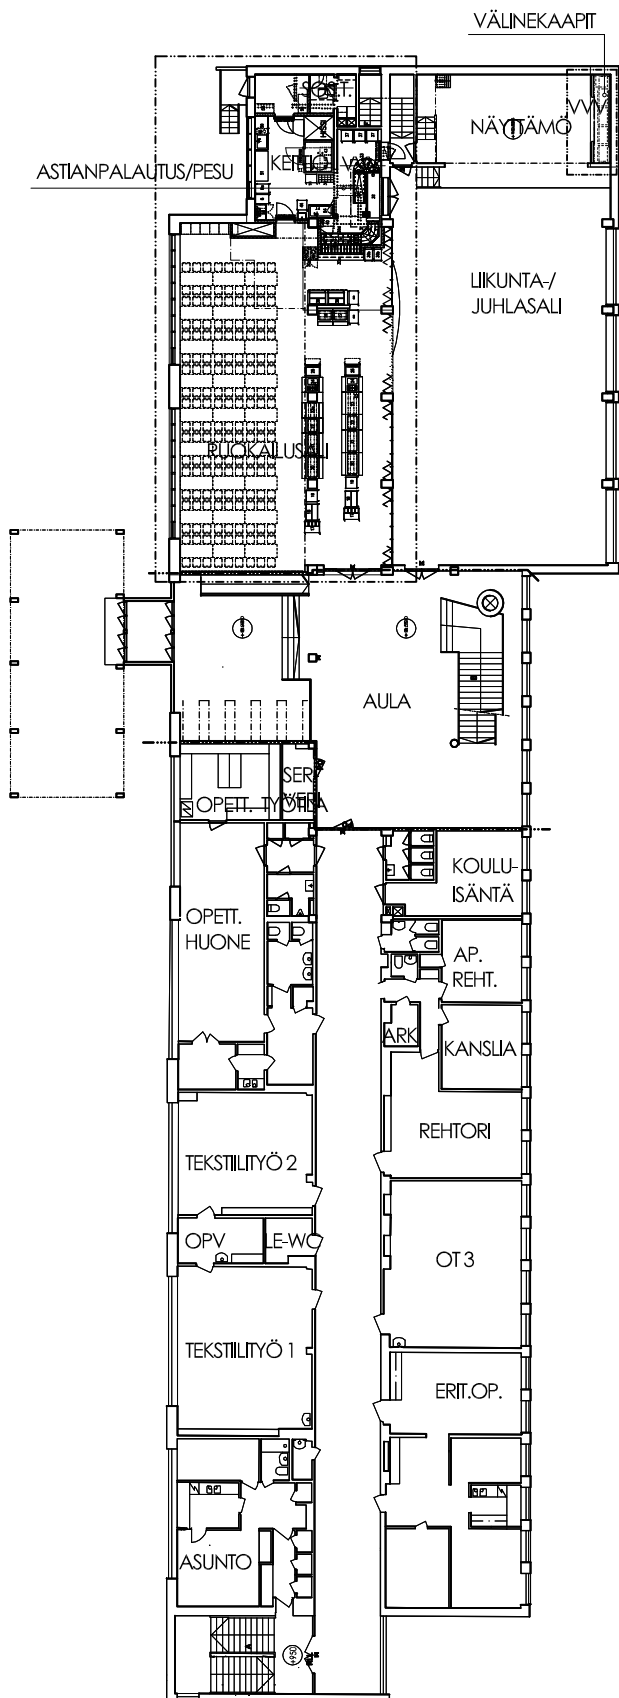 VÄLINEKAAPIT
NÄYTTÄMÖ
VVV
ASTIANPALAUTUS/PESU
LIIKUNTA-/
JUHLASALI
RUOKAILUSALI
AULA
OPETT. TYÖTILA
OPETT.
HUONE
KOULU-
ISÄNTÄ
AP.
REHT.
ARK
KANSLIA
REHTORI
TEKSTIILITYÖ 2
OPV
LE-WC
OT 3
TEKSTIILITYÖ 1
ERIT.OP.
ASUNTO